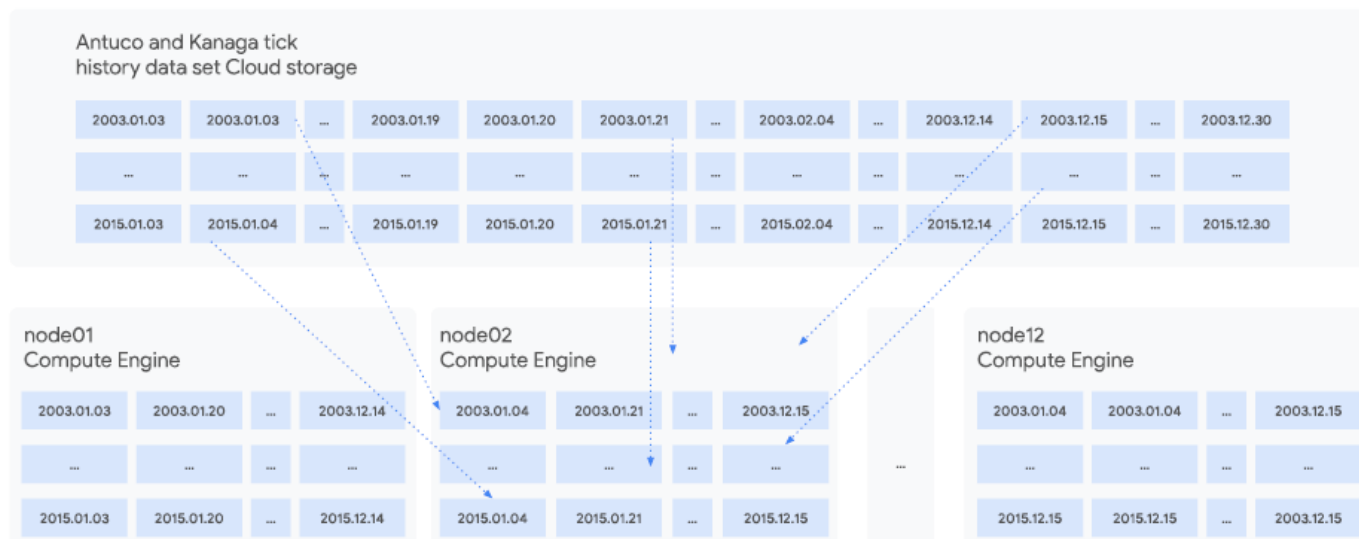 Antuco and Kanaga tick
history data set Cloud storage
2003.01.03 2003.01.03 ... 2003.01.19 2003.01.20 2003.01.21 ... 2003.02.04 ... 2003.12.14 2003.12.15 ... 2003.12.30
... ... ... ... ... ... ... ... ... ... ... ... ...
2015.01.03 2015.01.04 ... 2015.01.19 2015.01.20 2015.01.21 ... 2015.02.04 ... 2015.12.14 2015.12.15 ... 2015.12.30
node01
Compute Engine
2003.01.03 2003.01.20 ... 2003.12.14
... ... ... ...
2015.01.03 2015.01.20 ... 2015.12.14
node02
Compute Engine
2003.01.04 2003.01.21 ... 2003.12.15
... ... ... ...
2015.01.04 2015.01.21 ... 2015.12.15
...
node12
Compute Engine
2003.01.04 2003.01.04 ... 2003.12.15
... ... ... ...
2015.12.15 2015.12.15 ... 2003.12.15